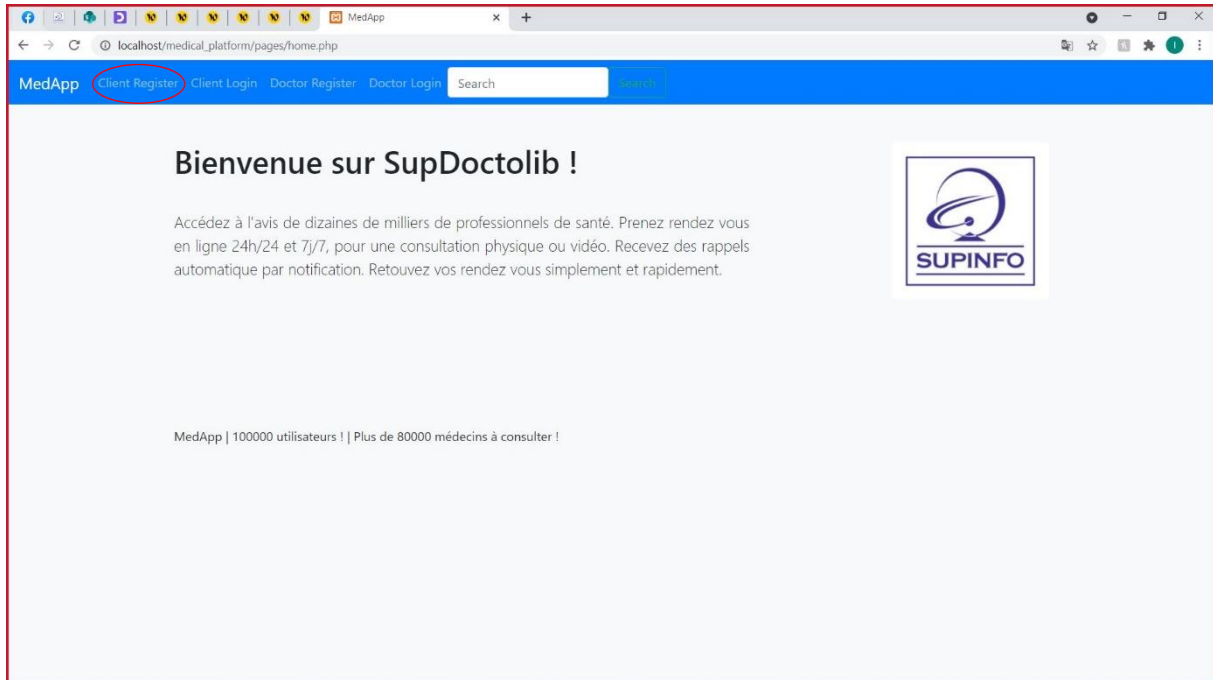 MedApp
localhost/medical_platform/pages/home.php
MedApp Client Register Client Login Doctor Register Doctor Login Search Search
Bienvenue sur SupDoctolib !
Accédez à l'avis de dizaines de milliers de professionnels de santé. Prenez rendez vous
en ligne 24h/24 et 7j/7, pour une consultation physique ou vidéo. Recevez des rappels
automatique par notification. Retouvez vos rendez vous simplement et rapidement.
SUPINFO
MedApp | 100000 utilisateurs ! | Plus de 80000 médecins à consulter !